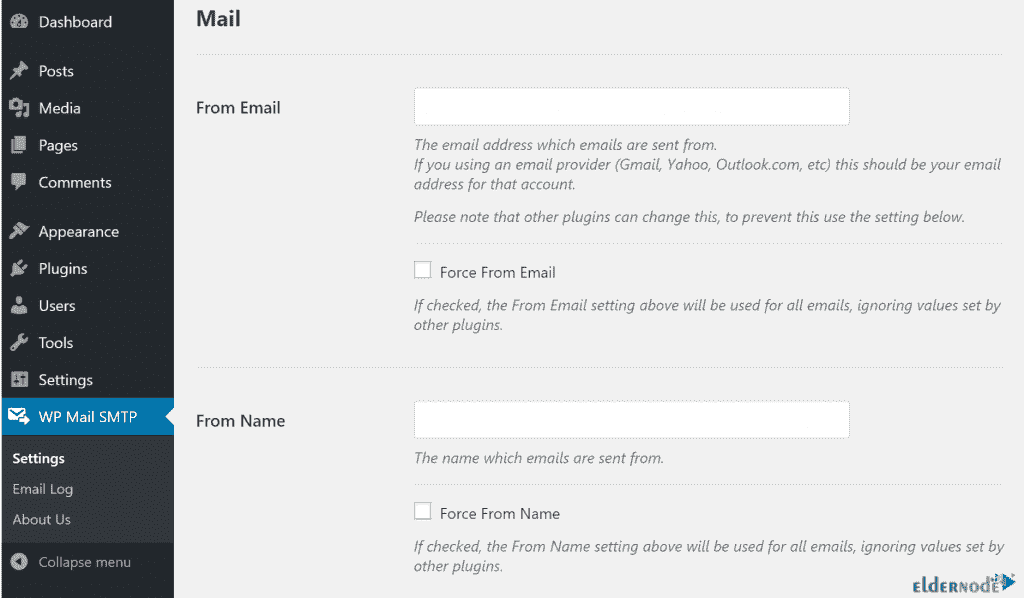 Dashboard
Posts
Media
Pages
Comments
Appearance
Plugins
Users
Tools
Settings
WP Mail SMTP
Settings
Email Log
About Us
Collapse menu
Mail
From Email
The email address which emails are sent from.
If you using an email provider (Gmail, Yahoo, Outlook.com, etc) this should be your email
address for that account.
Please note that other plugins can change this, to prevent this use the setting below.
Force From Email
If checked, the From Email setting above will be used for all emails, ignoring values set by
other plugins.
From Name
The name which emails are sent from.
Force From Name
If checked, the From Name setting above will be used for all emails, ignoring values set by
other plugins.
ELDERNODE